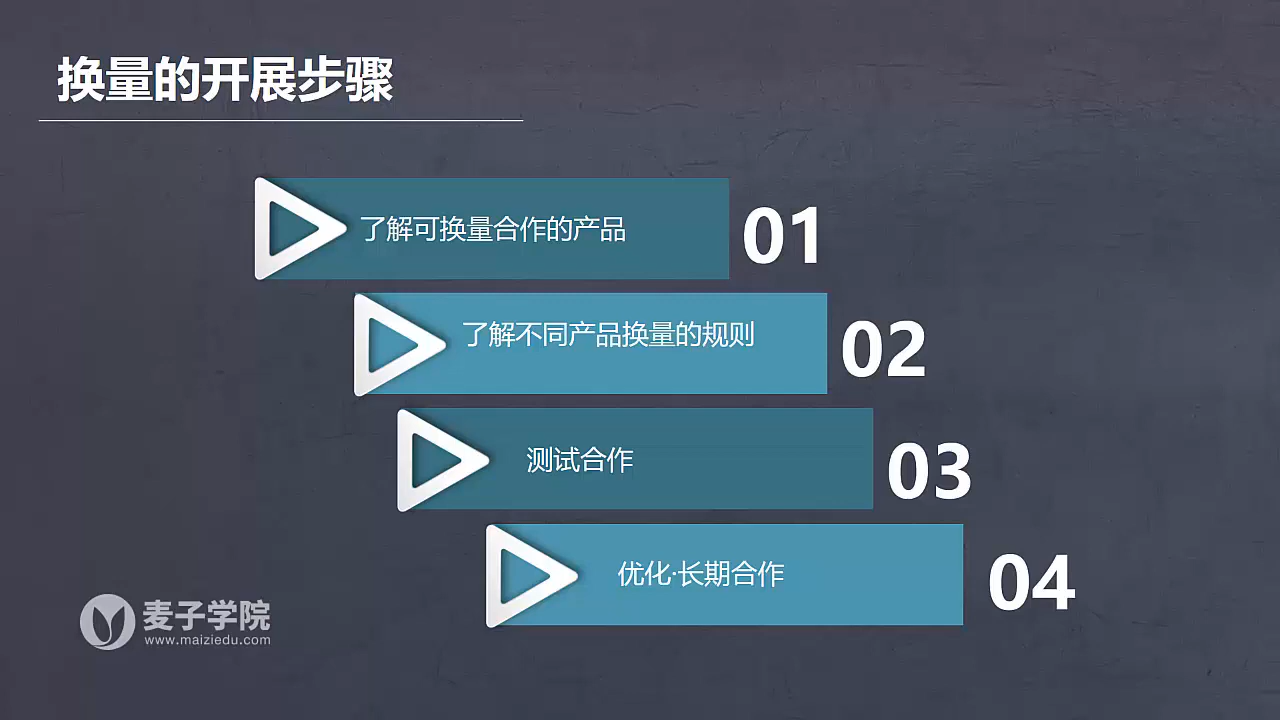 换量的开展步骤
了解可换量合作的产品
01
了解不同产品换量的规则
02
测试合作
03
优化·长期合作
04
麦子学院
www.maiziedu.com